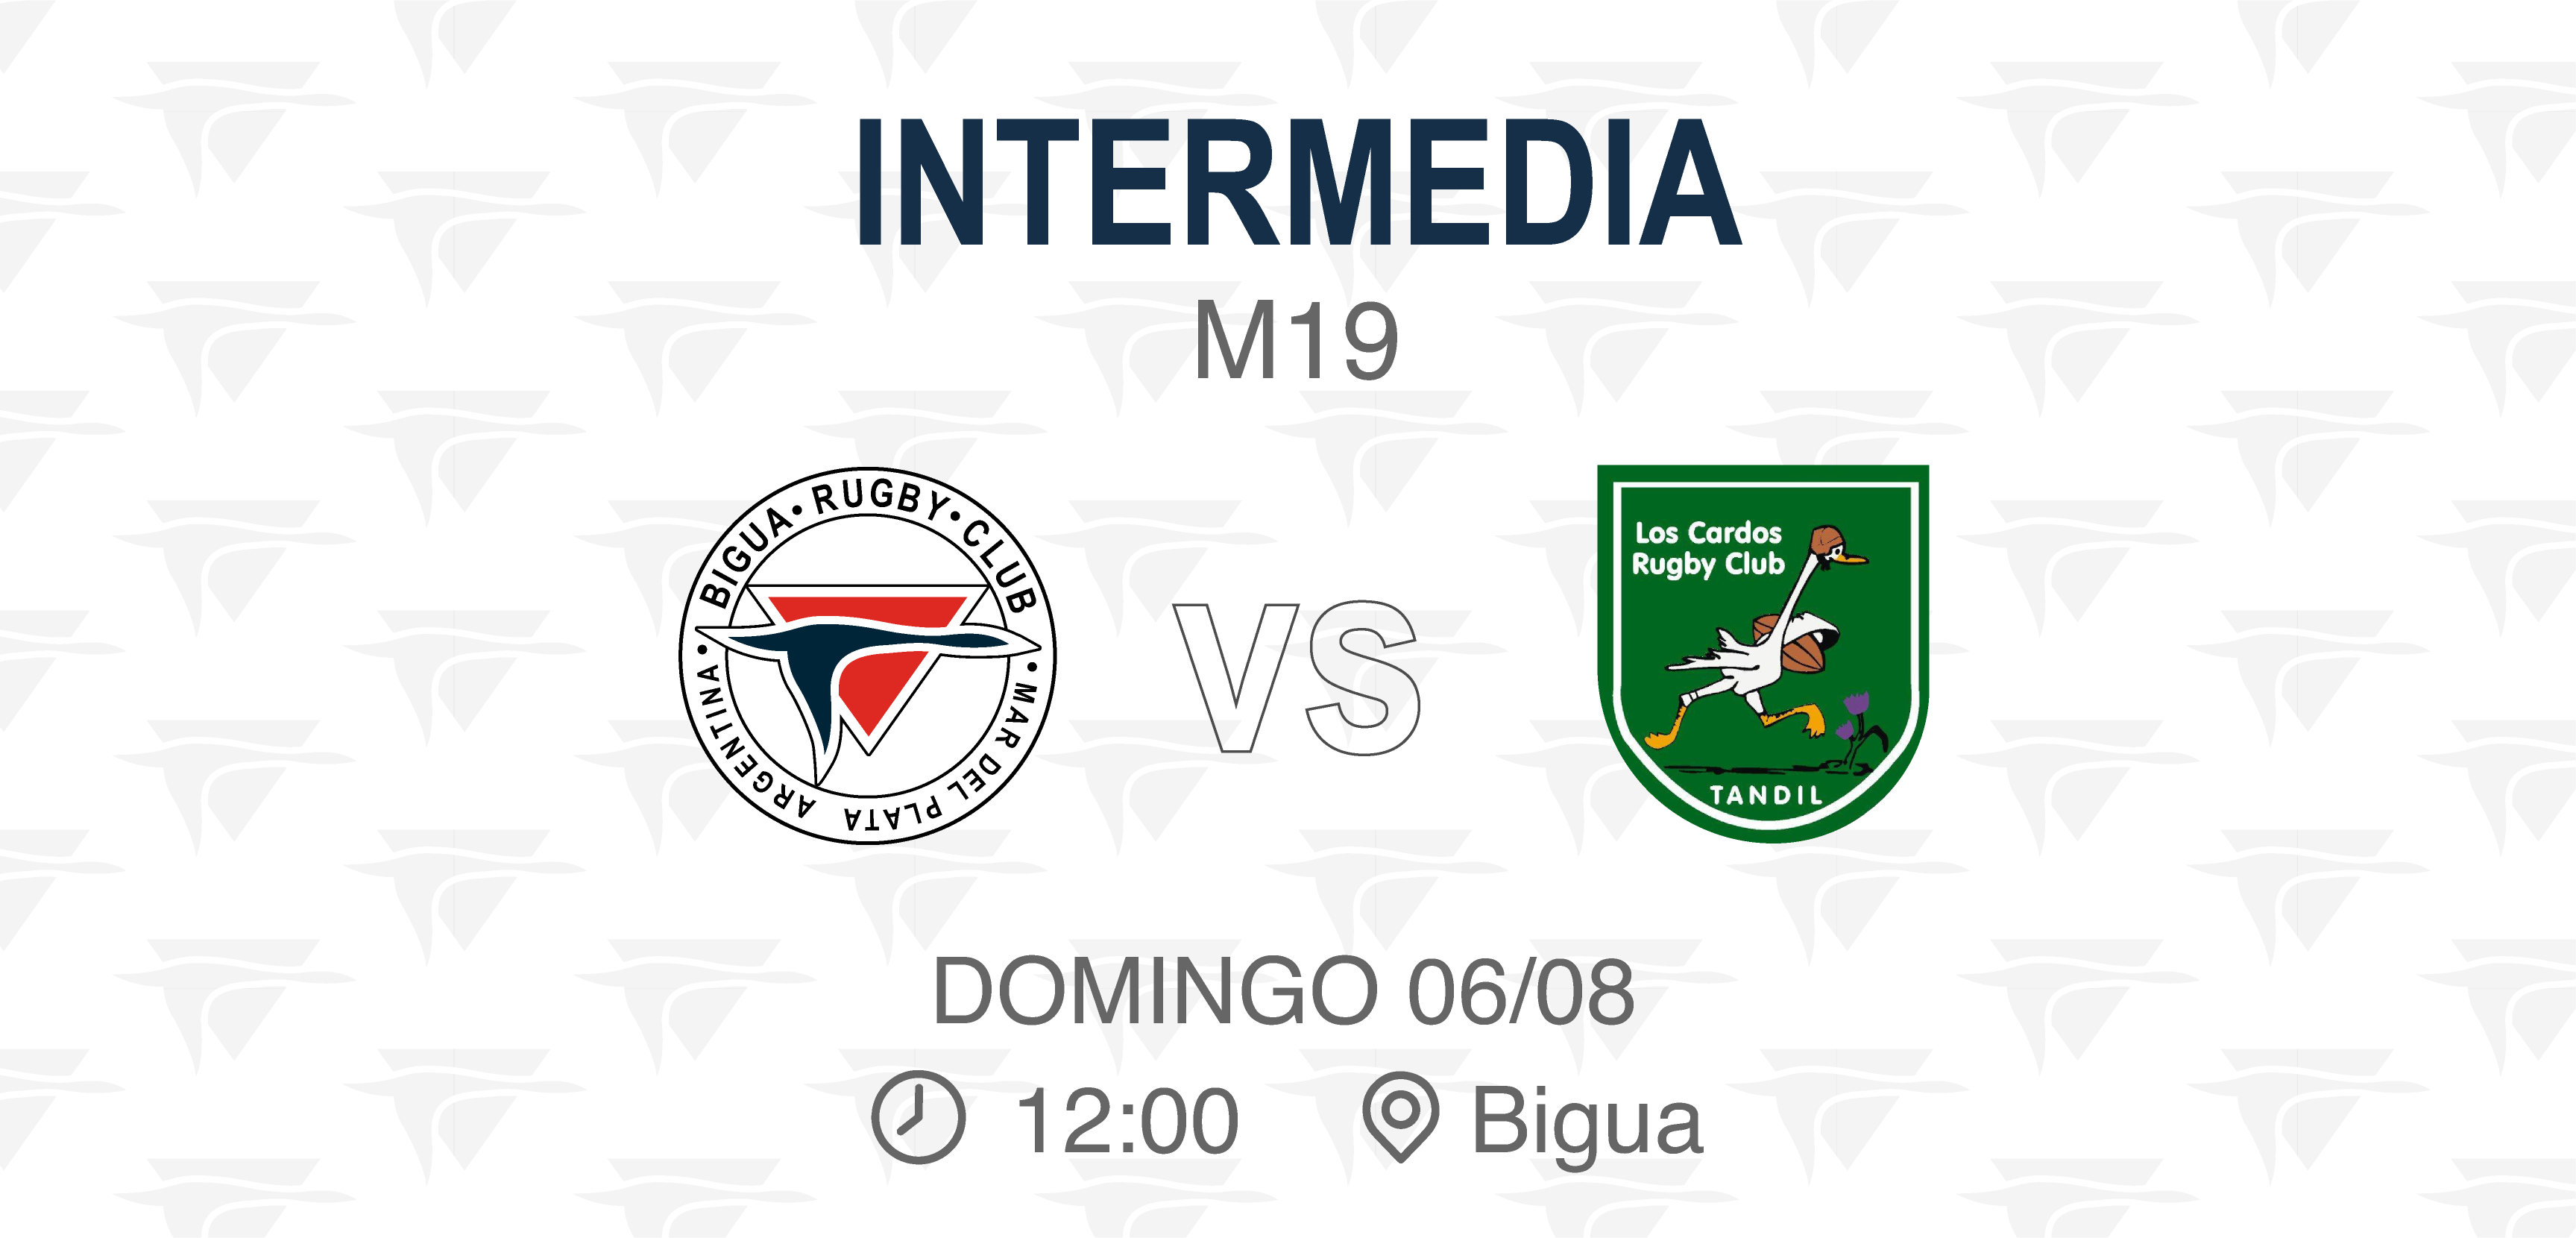 INTERMEDIA
M19
BIGUA • RUGBY • CLUB • MAR DEL PLATA ARGENTINA •
VS
Los Cardos
Rugby Club
TANDIL
DOMINGO 06/08
12:00 Bigua